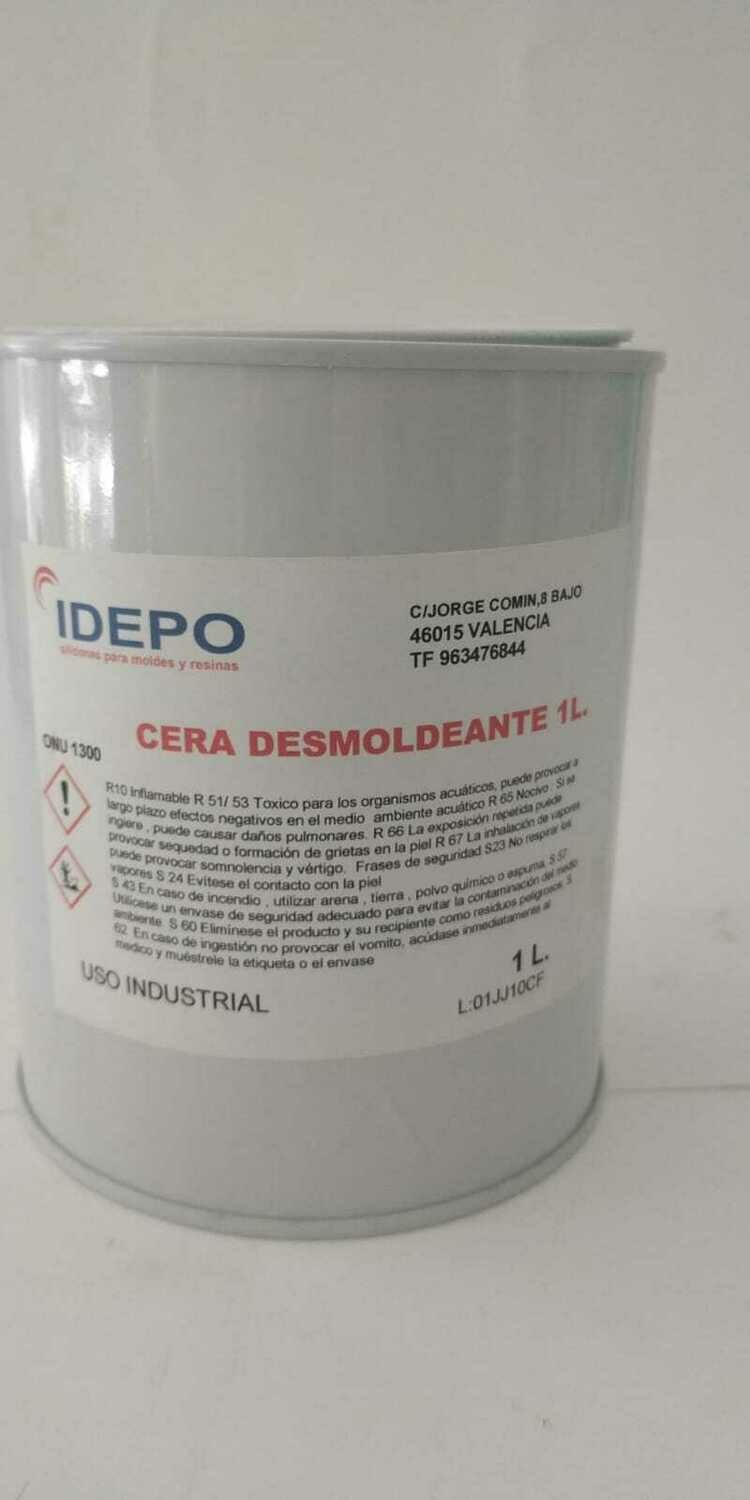 IDEPO
siliconas para moldes y resinas
C/JORGE COMIN,8 BAJO
46015 VALENCIA
TF 963476844
CERA DESMOLDEANTE 1L.
ONU 1300
R10 Inflamable R 51/ 53 Toxico para los organismos acuáticos, puede provocar a
largo plazo efectos negativos en el medio ambiente acuático R 65 Nocivo. Si se
ingiere , puede causar daños pulmonares. R 66 La exposición repetida puede
provocar sequedad o formación de grietas en la piel R 67 La inhalación de vapores
puede provocar somnolencia y vértigo. Frases de seguridad S23 No respirar los
vapores S 24 Evitese el contacto con la piel
S 43 En caso de incendio , utilizar arena , tierra , polvo químico o espuma. S 57
Utilícese un envase de seguridad adecuado para evitar la contaminación del medio
ambiente. S 60 Elimínese el producto y su recipiente como residuos peligrosos. S
62. En caso de ingestión no provocar el vomito, acúdase inmediatamente al
medico y muéstrele la etiqueta o el envase
USO INDUSTRIAL
1 L.
L:01JJ10CF